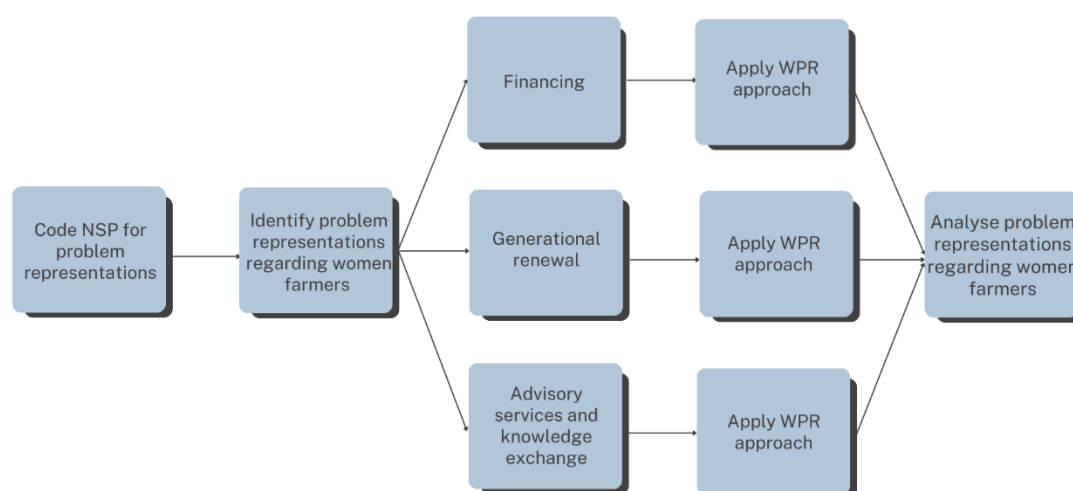 Code NSP for
problem
representations
Identify problem
representations
regarding women
farmers
Financing
Apply WPR
approach
Generational
renewal
Apply WPR
approach
Advisory
services and
knowledge
exchange
Apply WPR
approach
Analyse problem
representations
regarding women
farmers